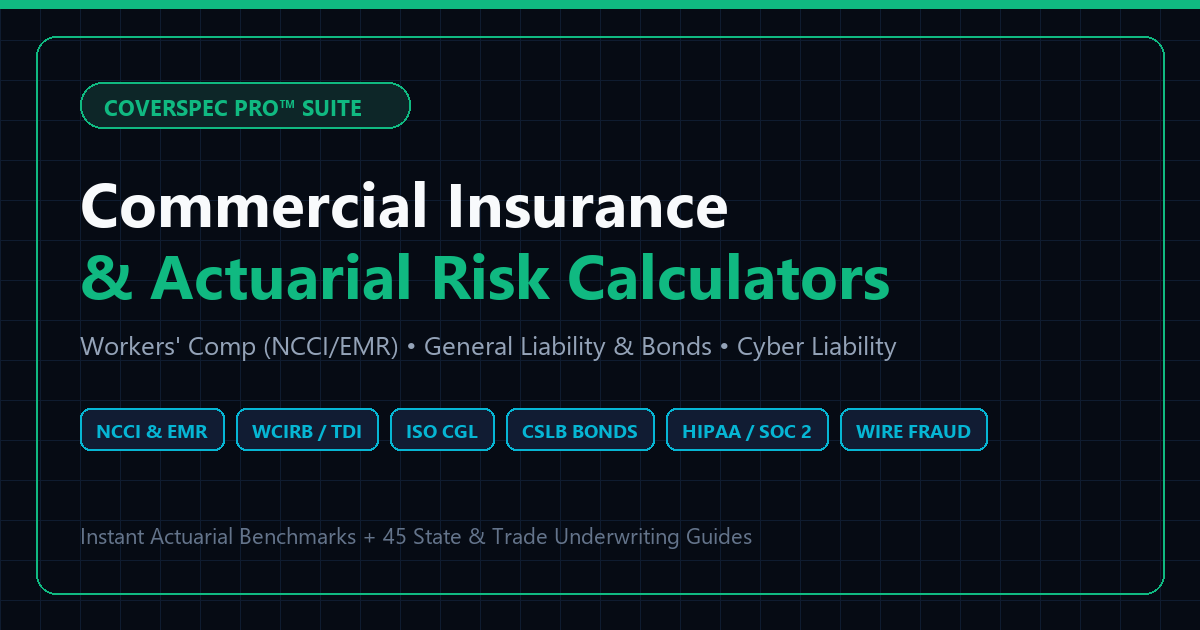 COVERSPEC PRO™ SUITE
Commercial Insurance
& Actuarial Risk Calculators
Workers' Comp (NCCI/EMR) • General Liability & Bonds • Cyber Liability
NCCI & EMR WCIRB / TDI ISO CGL CSLB BONDS HIPAA / SOC 2 WIRE FRAUD
Instant Actuarial Benchmarks + 45 State & Trade Underwriting Guides